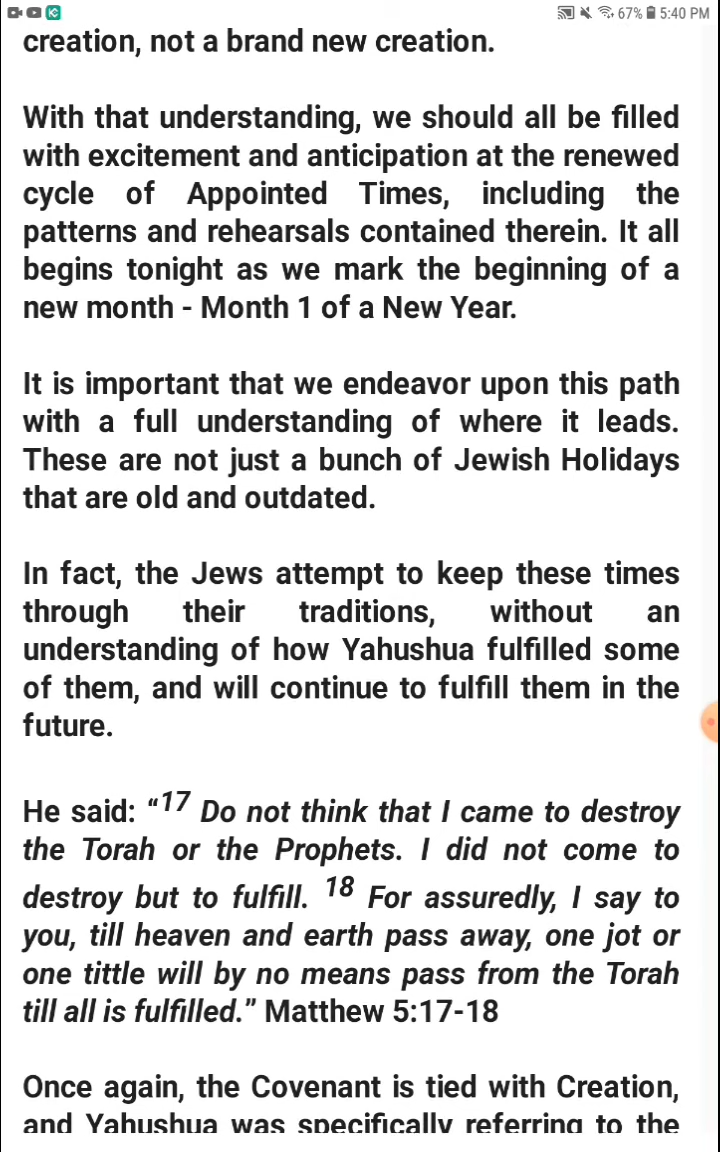 67% 5:40 PM
creation, not a brand new creation.
With that understanding, we should all be filled
with excitement and anticipation at the renewed
cycle of Appointed Times, including the
patterns and rehearsals contained therein. It all
begins tonight as we mark the beginning of a
new month - Month 1 of a New Year.
It is important that we endeavor upon this path
with a full understanding of where it leads.
These are not just a bunch of Jewish Holidays
that are old and outdated.
In fact, the Jews attempt to keep these times
through their traditions, without an
understanding of how Yahushua fulfilled some
of them, and will continue to fulfill them in the
future.
He said: “17 Do not think that I came to destroy
the Torah or the Prophets. I did not come to
destroy but to fulfill. 18 For assuredly, I say to
you, till heaven and earth pass away, one jot or
one tittle will by no means pass from the Torah
till all is fulfilled.” Matthew 5:17-18
Once again, the Covenant is tied with Creation,
and Yahushua was specifically referring to the